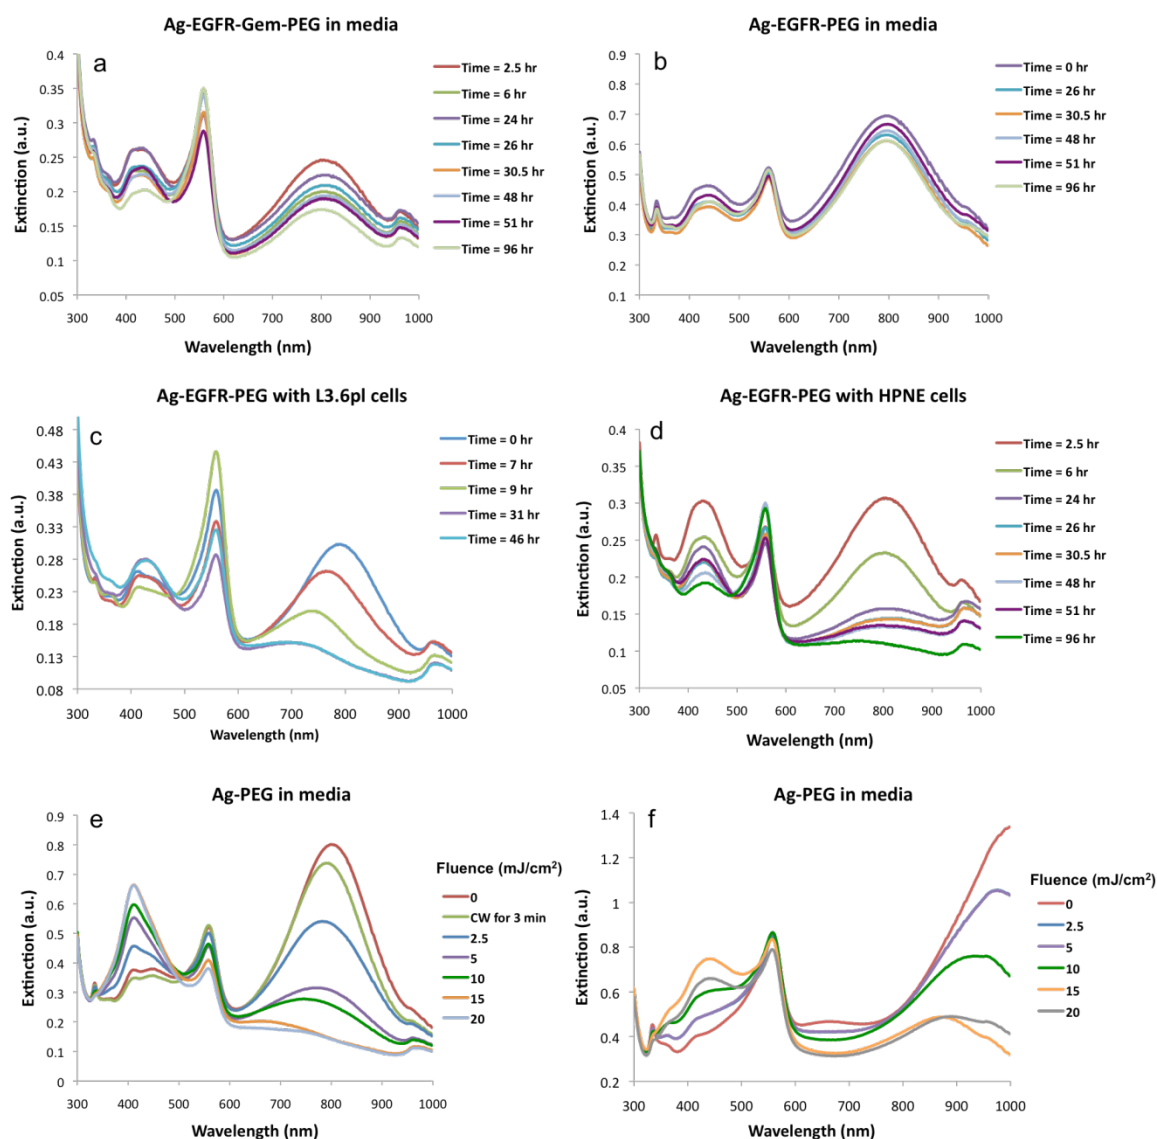 Ag-EGFR-Gem-PEG in media
a
Extinction (a.u.)
0.4
0.35
0.3
0.25
0.2
0.15
0.1
0.05
300 400 500 600 700 800 900 1000
Wavelength (nm)
Time = 2.5 hr
Time = 6 hr
Time = 24 hr
Time = 26 hr
Time = 30.5 hr
Time = 48 hr
Time = 51 hr
Time = 96 hr
Ag-EGFR-PEG in media
b
Extinction (a.u.)
0.9
0.8
0.7
0.6
0.5
0.4
0.3
0.2
0.1
300 400 500 600 700 800 900 1000
Wavelength (nm)
Time = 0 hr
Time = 26 hr
Time = 30.5 hr
Time = 48 hr
Time = 51 hr
Time = 96 hr
Ag-EGFR-PEG with L3.6pl cells
c
Extinction (a.u.)
0.48
0.43
0.38
0.33
0.28
0.23
0.18
0.13
0.08
300 400 500 600 700 800 900 1000
Wavelength (nm)
Time = 0 hr
Time = 7 hr
Time = 9 hr
Time = 31 hr
Time = 46 hr
Ag-EGFR-PEG with HPNE cells
d
Extinction (a.u.)
0.4
0.35
0.3
0.25
0.2
0.15
0.1
0.05
300 400 500 600 700 800 900 1000
Wavelength (nm)
Time = 2.5 hr
Time = 6 hr
Time = 24 hr
Time = 26 hr
Time = 30.5 hr
Time = 48 hr
Time = 51 hr
Time = 96 hr
Ag-PEG in media
e
Extinction (a.u.)
0.9
0.8
0.7
0.6
0.5
0.4
0.3
0.2
0.1
0
300 400 500 600 700 800 900 1000
Wavelength (nm)
Fluence (mJ/cm²)
0
CW for 3 min
2.5
5
10
15
20
Ag-PEG in media
f
Extinction (a.u.)
1.4
1.2
1
0.8
0.6
0.4
0.2
300 400 500 600 700 800 900 1000
Wavelength (nm)
Fluence (mJ/cm²)
0
2.5
5
10
15
20